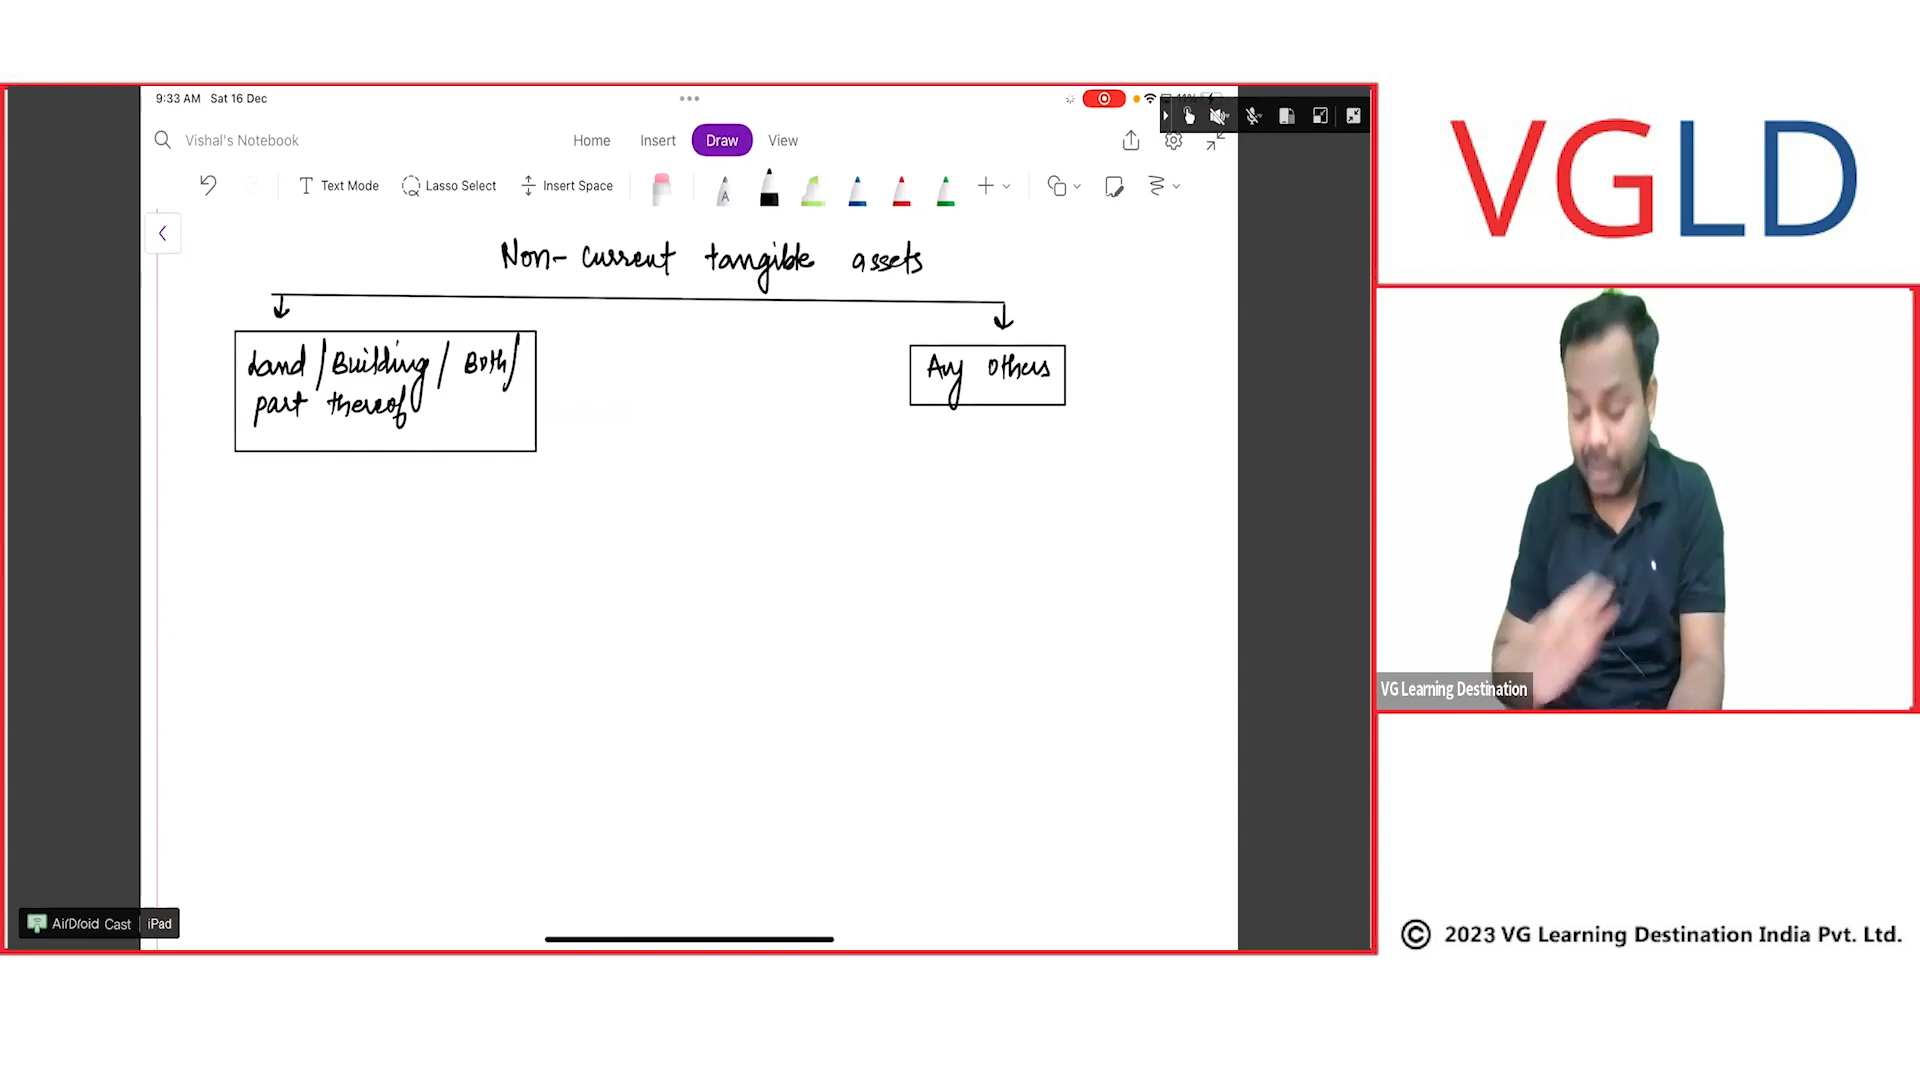 9:33 AM Sat 16 Dec
Vishal's Notebook
Home Insert Draw View
Text Mode Lasso Select Insert Space
Non-current tangible assets
Land / Building / Both /
part thereof
Any others
AirDroid Cast iPad
VGLD
VG Learning Destination
© 2023 VG Learning Destination India Pvt. Ltd.